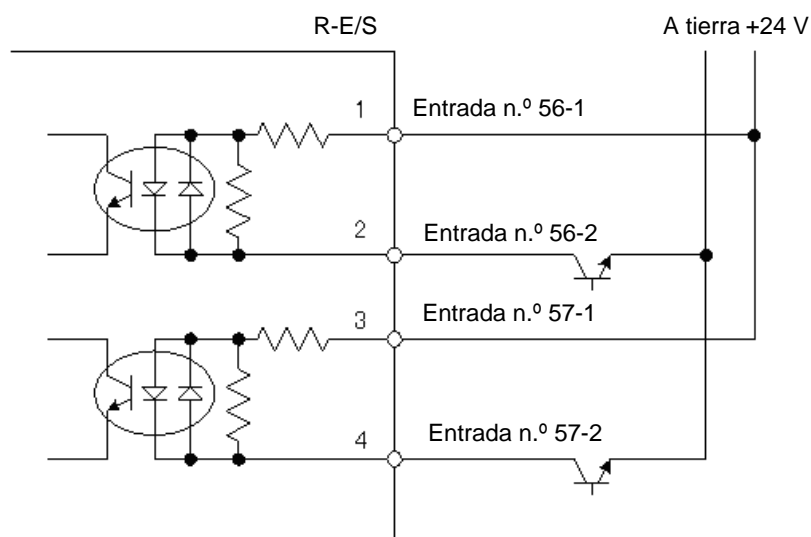 R-E/S
A tierra +24 V
1
Entrada n.º 56-1
2
Entrada n.º 56-2
3
Entrada n.º 57-1
4
Entrada n.º 57-2